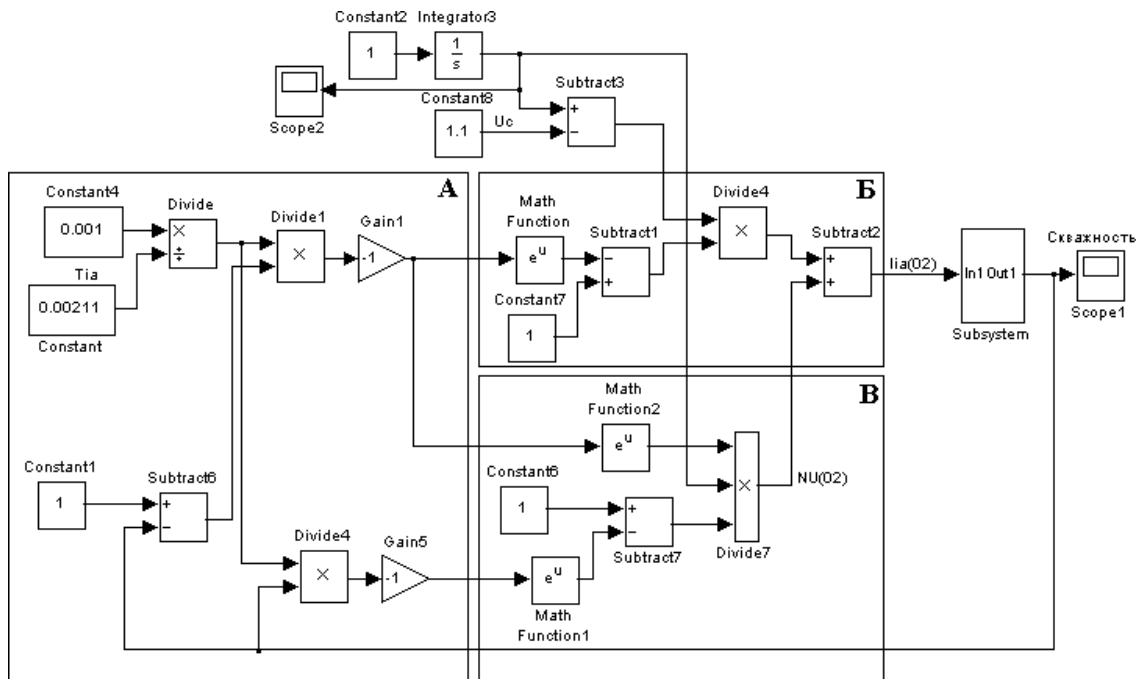 Constant2
Integrator3
1
1
s
Scope2
Constant8
1.1
Uc
Subtract3
+
−
А
Constant4
0.001
Divide
×
÷
Tia
0.00211
Constant
Divide1
×
Gain1
-1
Constant1
1
Subtract6
+
−
Divide4
×
Gain5
-1
Б
Math
Function
e^u
Subtract1
−
+
Constant7
1
Divide4
×
Subtract2
+
+
Iia(02)
In1 Out1
Subsystem
Скважность
Scope1
В
Math
Function2
e^u
Constant6
1
+
−
Subtract7
e^u
Math
Function1
×
Divide7
NU(02)